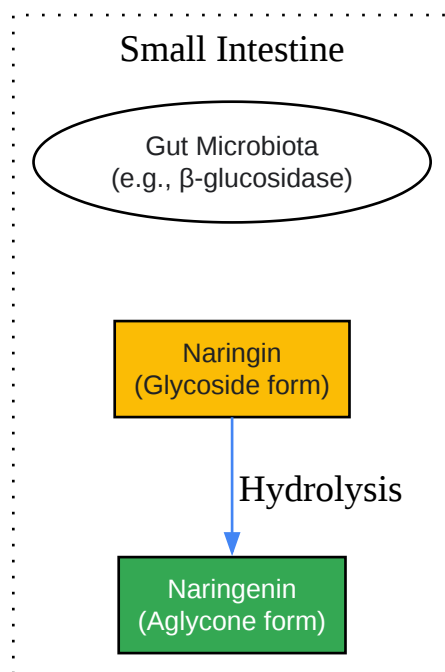 Small Intestine
Gut Microbiota
(e.g., β-glucosidase)
Naringin
(Glycoside form)
Hydrolysis
Naringenin
(Aglycone form)